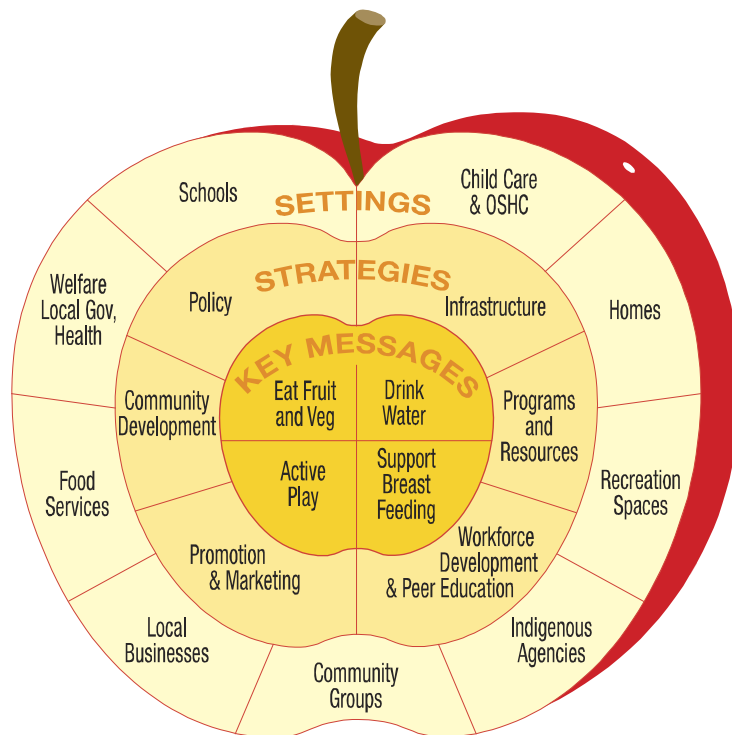 SETTINGS
Schools
Child Care
& OSHC
Welfare
Local Gov,
Health
Homes
Food
Services
Recreation
Spaces
Local
Businesses
Indigenous
Agencies
Community
Groups
STRATEGIES
Policy
Infrastructure
Community
Development
Programs
and
Resources
Promotion
& Marketing
Workforce
Development
& Peer Education
KEY MESSAGES
Eat Fruit
and Veg
Drink
Water
Active
Play
Support
Breast
Feeding